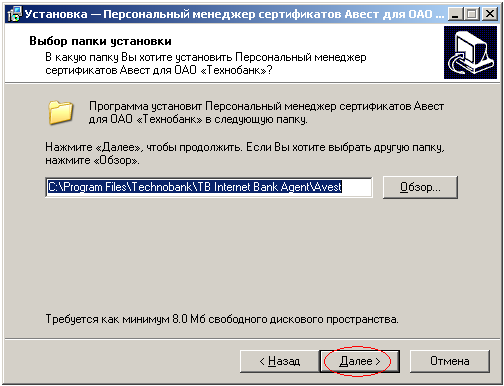 Установка — Персональный менеджер сертификатов Авест для ОАО ...
Выбор папки установки
В какую папку Вы хотите установить Персональный менеджер
сертификатов Авест для ОАО «Технобанк»?
Программа установит Персональный менеджер сертификатов Авест
для ОАО «Технобанк» в следующую папку.
Нажмите «Далее», чтобы продолжить. Если Вы хотите выбрать другую папку,
нажмите «Обзор».
C:\Program Files\Technobank\TB Internet Bank Agent\Avest
Обзор...
Требуется как минимум 8.0 Мб свободного дискового пространства.
< Назад
Далее >
Отмена